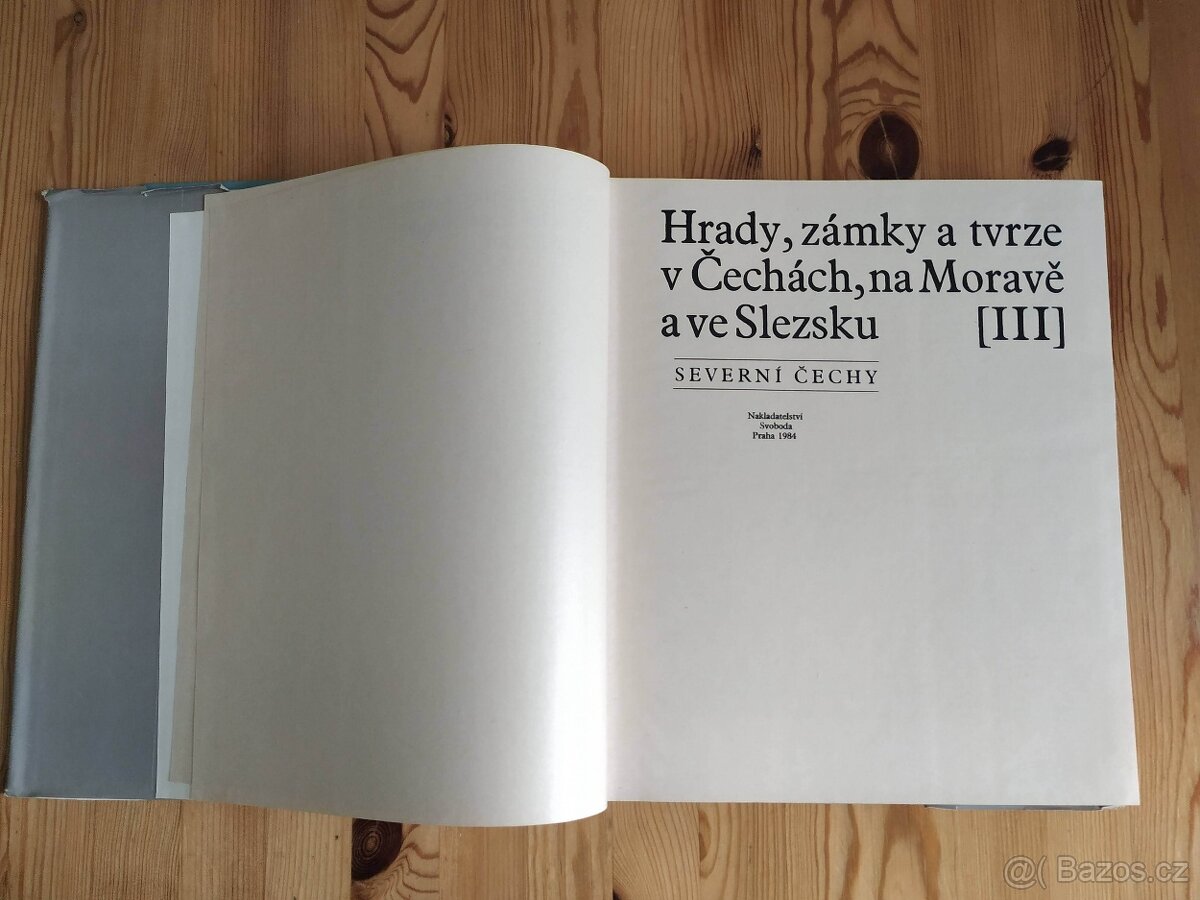 Hrady, zámky a tvrze
v Čechách, na Moravě
a ve Slezsku [III]
SEVERNÍ ČECHY
Nakladatelství
Svoboda
Praha 1984
@( Bazos.cz